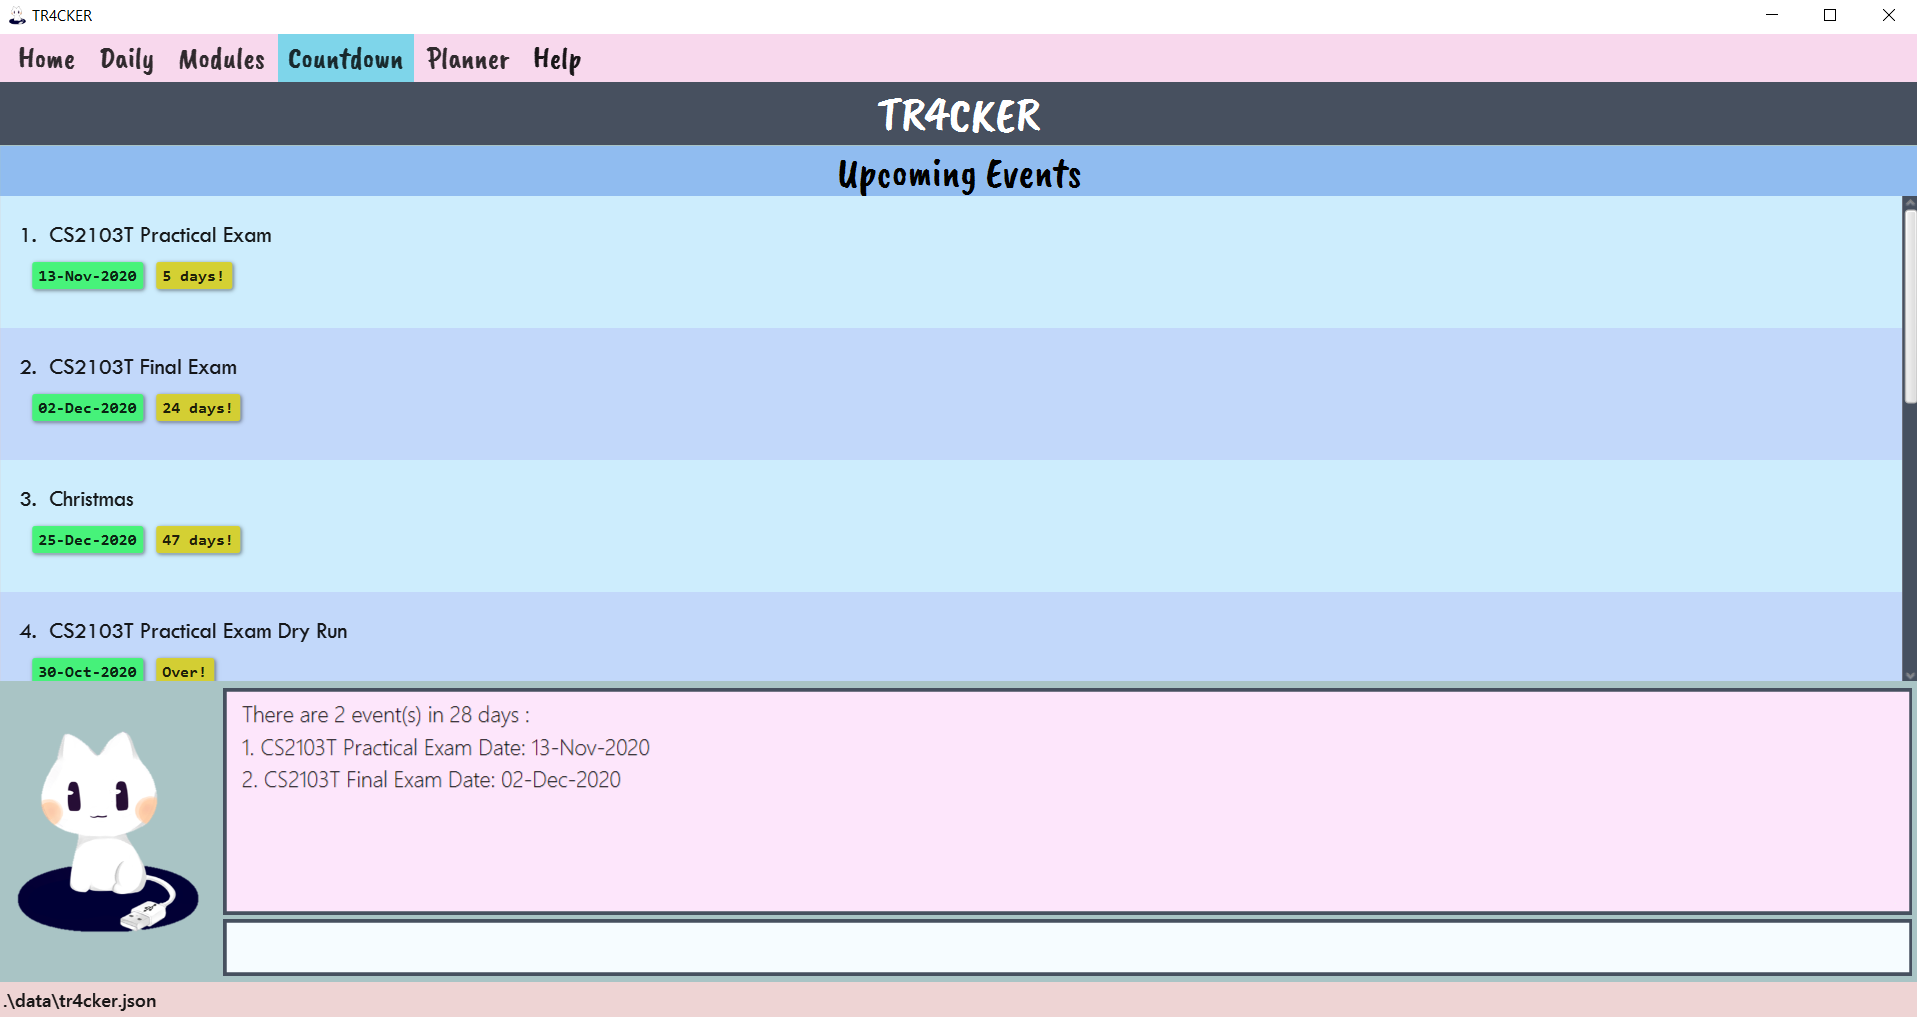 TR4CKER
Home Daily Modules Countdown Planner Help
TR4CKER
Upcoming Events
1. CS2103T Practical Exam
13-Nov-2020 5 days!
2. CS2103T Final Exam
02-Dec-2020 24 days!
3. Christmas
25-Dec-2020 47 days!
4. CS2103T Practical Exam Dry Run
30-Oct-2020 Over!
There are 2 event(s) in 28 days :
1. CS2103T Practical Exam Date: 13-Nov-2020
2. CS2103T Final Exam Date: 02-Dec-2020
.\data\tr4cker.json